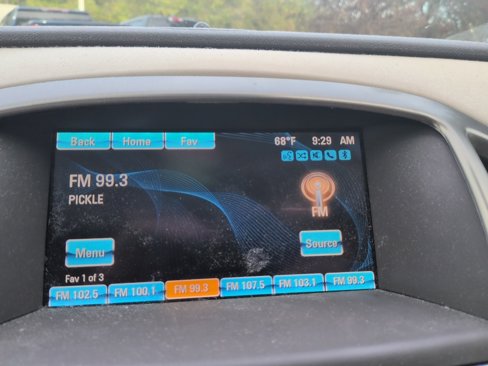 Back Home Fav 68°F 9:29 AM
FM 99.3
PICKLE
FM
Menu Source
Fav 1 of 3
FM 102.5 FM 100.1 FM 99.3 FM 107.5 FM 103.1 FM 99.3